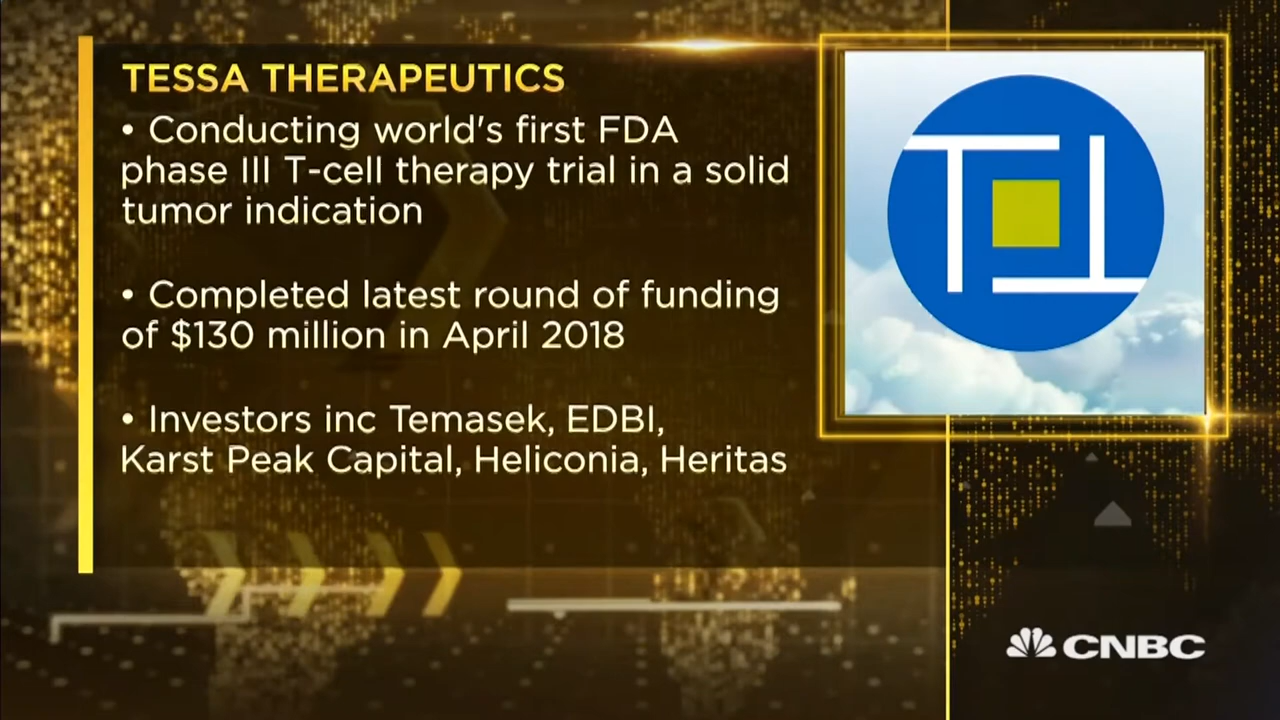 TESSA THERAPEUTICS
• Conducting world's first FDA
phase III T-cell therapy trial in a solid
tumor indication
• Completed latest round of funding
of $130 million in April 2018
• Investors inc Temasek, EDBI,
Karst Peak Capital, Heliconia, Heritas
CNBC